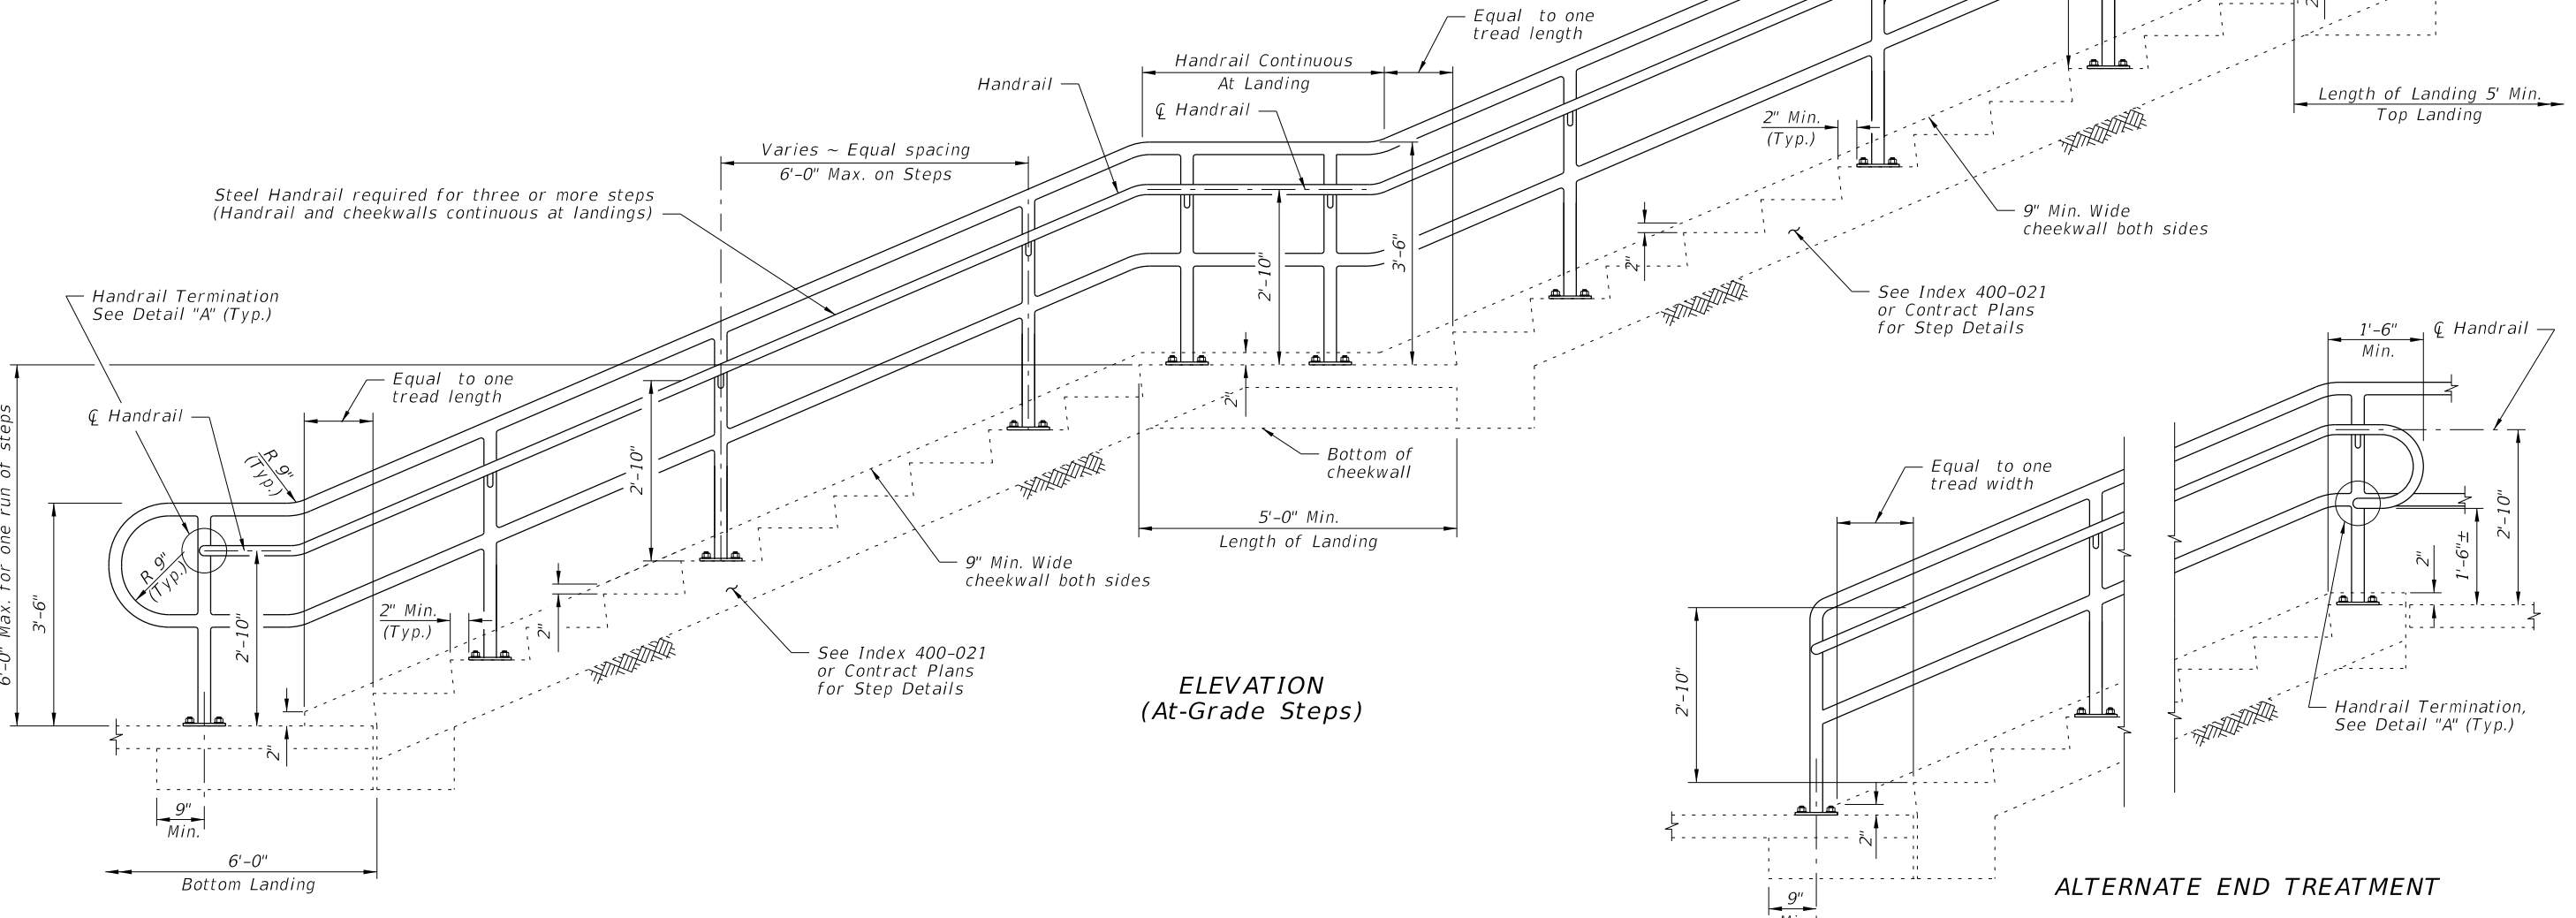 Equal to one
tread length
Handrail Continuous
At Landing
Handrail
℄ Handrail
2"
Length of Landing 5' Min.
Top Landing
2" Min.
(Typ.)
Varies ~ Equal spacing
6'-0" Max. on Steps
Steel Handrail required for three or more steps
(Handrail and cheekwalls continuous at landings)
9" Min. Wide
cheekwall both sides
2'-10"
3'-6"
2"
See Index 400-021
or Contract Plans
for Step Details
Handrail Termination
See Detail "A" (Typ.)
Equal to one
tread length
℄ Handrail
R 9"
(Typ.)
R 9"
(Typ.)
6'-0" Max. for one run of steps
3'-6"
2'-10"
2'-10"
2" Min.
(Typ.)
2"
2"
2"
Bottom of
cheekwall
5'-0" Min.
Length of Landing
9" Min. Wide
cheekwall both sides
See Index 400-021
or Contract Plans
for Step Details
9"
Min.
6'-0"
Bottom Landing
ELEVATION
(At-Grade Steps)
1'-6"
Min.
℄ Handrail
Equal to one
tread width
2'-10"
1'-6"±
2"
2'-10"
2"
Handrail Termination,
See Detail "A" (Typ.)
9"
ALTERNATE END TREATMENT